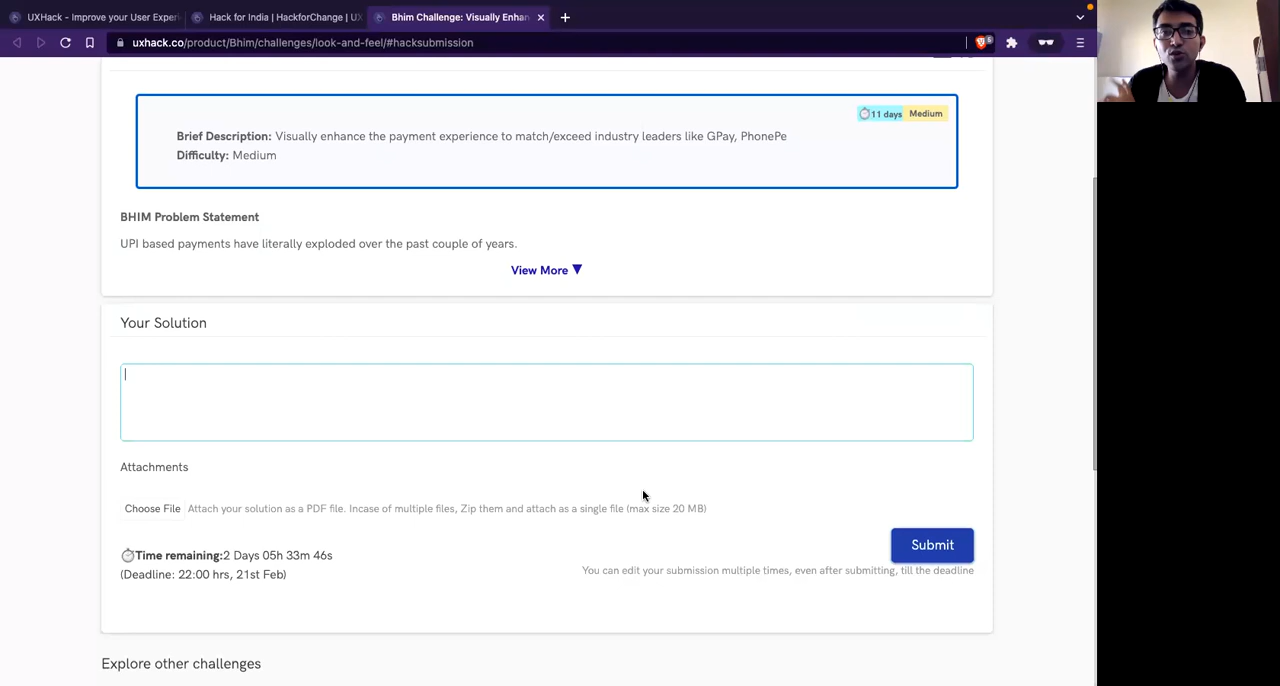 UXHack - Improve your User Experi
Hack for India | HackforChange | UX
Bhim Challenge: Visually Enhan
uxhack.co/product/Bhim/challenges/look-and-feel/#hacksubmission
11 days Medium
Brief Description: Visually enhance the payment experience to match/exceed industry leaders like GPay, PhonePe
Difficulty: Medium
BHIM Problem Statement
UPI based payments have literally exploded over the past couple of years.
View More ▼
Your Solution
Attachments
Choose File Attach your solution as a PDF file. Incase of multiple files, Zip them and attach as a single file (max size 20 MB)
Submit
Time remaining:2 Days 05h 33m 46s
(Deadline: 22:00 hrs, 21st Feb)
You can edit your submission multiple times, even after submitting, till the deadline
Explore other challenges